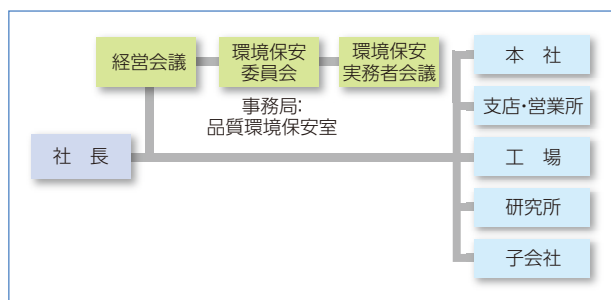 経営会議
環境保安
委員会
環境保安
実務者会議
事務局:
品質環境保安室
社　長
本　社
支店・営業所
工　場
研究所
子会社